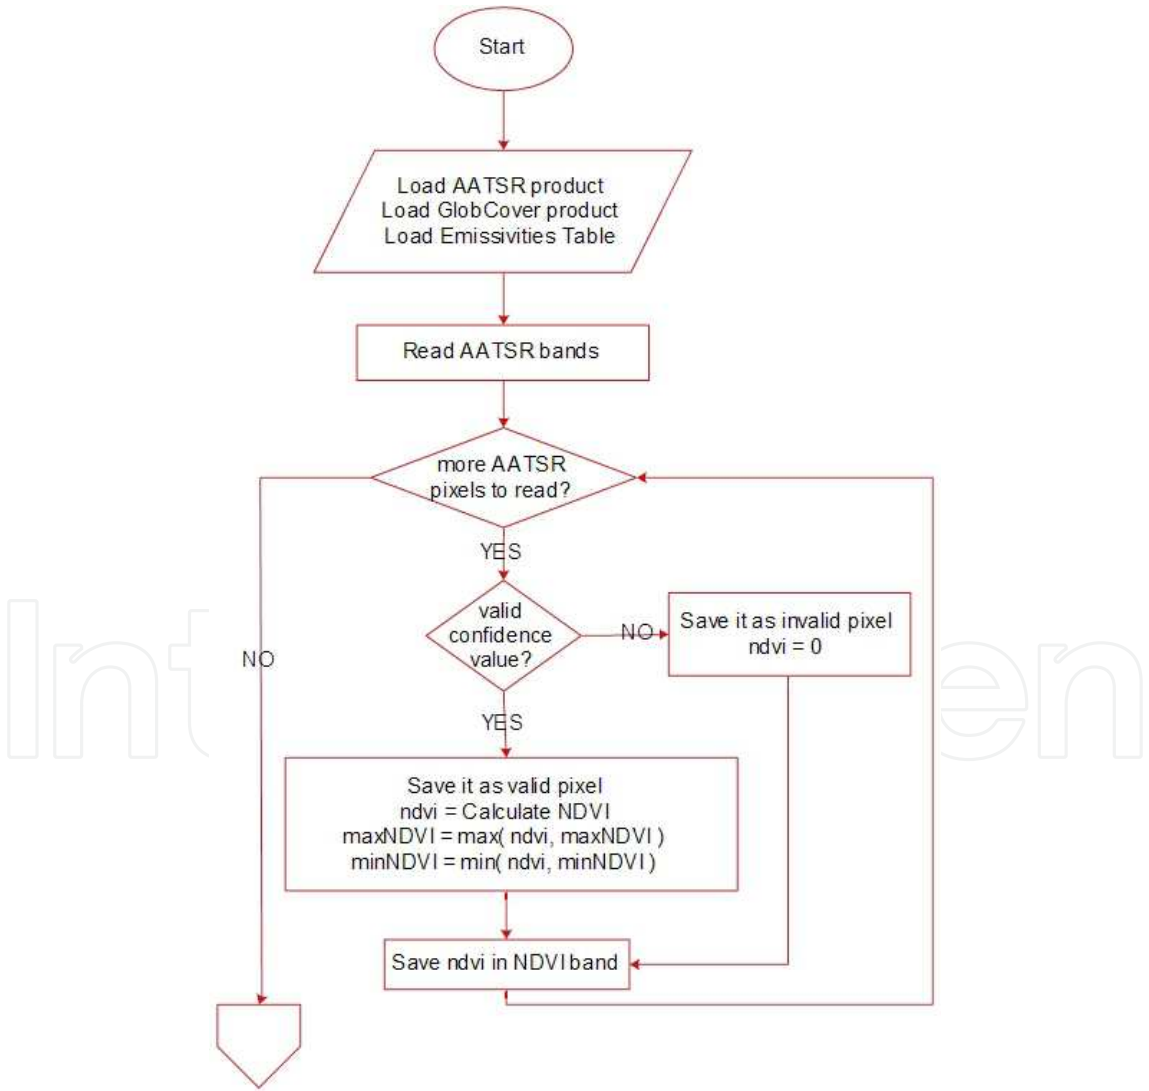 Start
Load AATSR product
Load GlobCover product
Load Emissivities Table
Read AATSR bands
more AATSR
pixels to read?
YES
valid
confidence
value?
NO
Save it as invalid pixel
ndvi = 0
NO
YES
Save it as valid pixel
ndvi = Calculate NDVI
maxNDVI = max( ndvi, maxNDVI )
minNDVI = min( ndvi, minNDVI )
Save ndvi in NDVI band